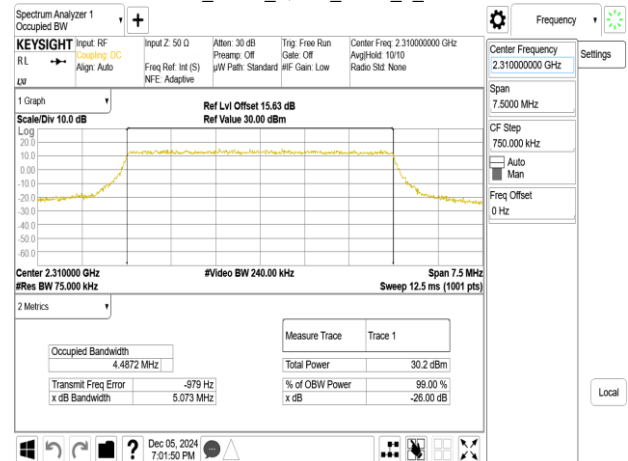 Spectrum Analyzer 1
Occupied BW
Frequency
KEYSIGHT
RL
LXI
Input: RF
Coupling: DC
Align: Auto
Input Z: 50 Ω
Freq Ref: Int (S)
NFE: Adaptive
Atten: 30 dB
Preamp: Off
µW Path: Standard
Trig: Free Run
Gate: Off
#IF Gain: Low
Center Freq: 2.310000000 GHz
Avg|Hold: 10/10
Radio Std: None
Center Frequency
2.310000000 GHz
Settings
Span
7.5000 MHz
CF Step
750.000 kHz
Auto
Man
Freq Offset
0 Hz
Local
1 Graph
Scale/Div 10.0 dB
Ref Lvl Offset 15.63 dB
Ref Value 30.00 dBm
Log
20.0
10.0
0.00
-10.0
-20.0
-30.0
-40.0
-50.0
-60.0
Center 2.310000 GHz
#Video BW 240.00 kHz
Span 7.5 MHz
#Res BW 75.000 kHz
Sweep 12.5 ms (1001 pts)
2 Metrics
Measure Trace Trace 1
Occupied Bandwidth
4.4872 MHz
Total Power 30.2 dBm
Transmit Freq Error -979 Hz
% of OBW Power 99.00 %
x dB Bandwidth 5.073 MHz
x dB -26.00 dB
?
Dec 05, 2024
7:01:50 PM